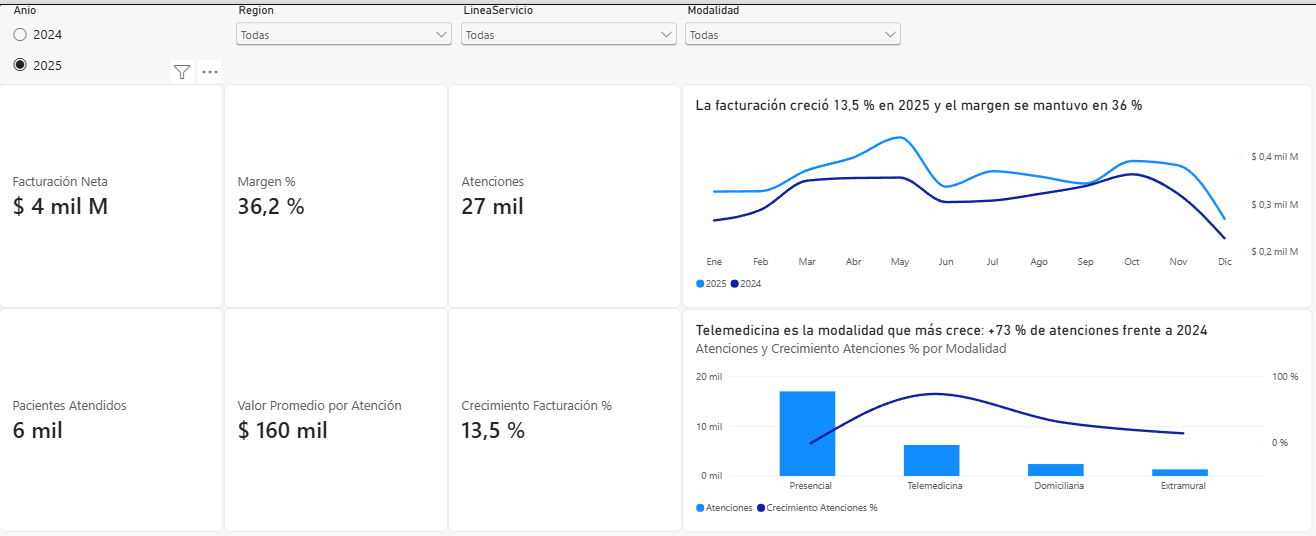 Anio
2024
2025
Region
Todas
LineaServicio
Todas
Modalidad
Todas
Facturación Neta
$ 4 mil M
Margen %
36,2 %
Atenciones
27 mil
Pacientes Atendidos
6 mil
Valor Promedio por Atención
$ 160 mil
Crecimiento Facturación %
13,5 %
La facturación creció 13,5 % en 2025 y el margen se mantuvo en 36 %
$ 0,4 mil M
$ 0,3 mil M
$ 0,2 mil M
Ene Feb Mar Abr May Jun Jul Ago Sep Oct Nov Dic
2025 2024
Telemedicina es la modalidad que más crece: +73 % de atenciones frente a 2024
Atenciones y Crecimiento Atenciones % por Modalidad
20 mil 100 %
10 mil 0 %
0 mil
Presencial Telemedicina Domiciliaria Extramural
Atenciones Crecimiento Atenciones %